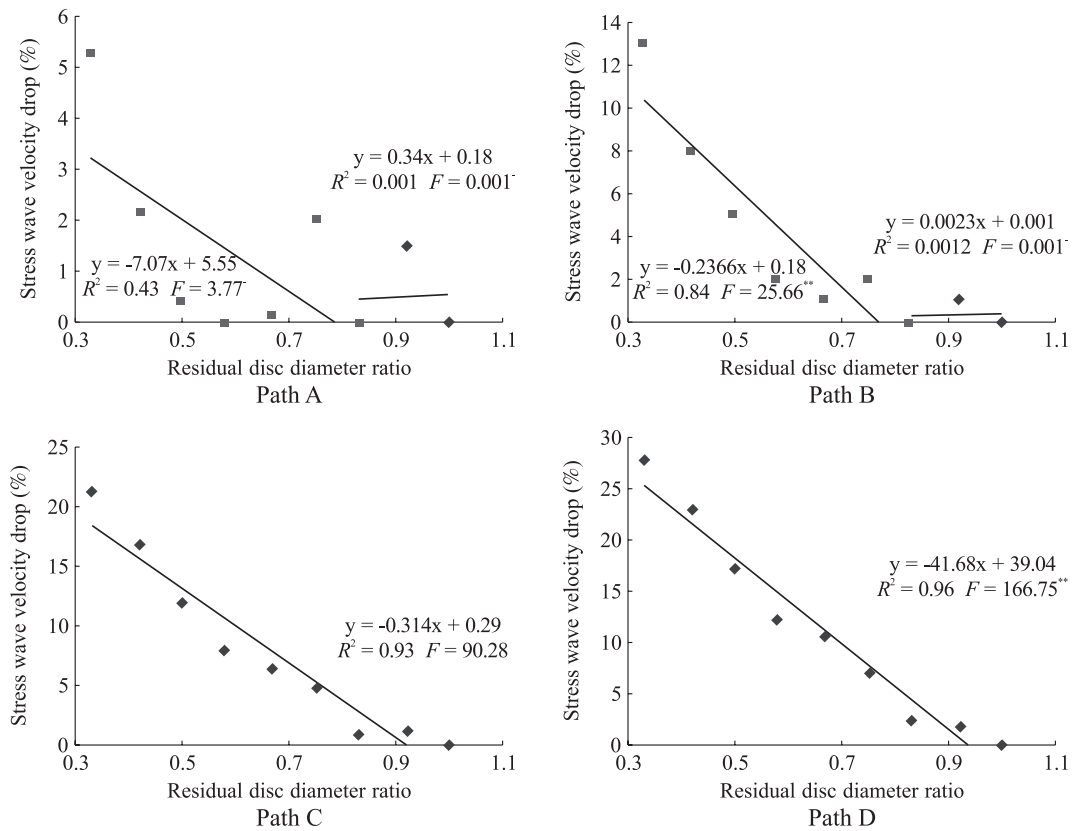 Stress wave velocity drop (%)
6
5
4
3
2
1
0
y = 0.34x + 0.18
R² = 0.001 F = 0.001⁻
y = -7.07x + 5.55
R² = 0.43 F = 3.77⁻
0.3 0.5 0.7 0.9 1.1
Residual disc diameter ratio
Path A
Stress wave velocity drop (%)
14
12
10
8
6
4
2
0
y = 0.0023x + 0.001
R² = 0.0012 F = 0.001⁻
y = -0.2366x + 0.18
R² = 0.84 F = 25.66**
0.3 0.5 0.7 0.9 1.1
Residual disc diameter ratio
Path B
Stress wave velocity drop (%)
25
20
15
10
5
0
y = -0.314x + 0.29
R² = 0.93 F = 90.28
0.3 0.5 0.7 0.9 1.1
Residual disc diameter ratio
Path C
Stress wave velocity drop (%)
30
25
20
15
10
5
0
y = -41.68x + 39.04
R² = 0.96 F = 166.75**
0.3 0.5 0.7 0.9 1.1
Residual disc diameter ratio
Path D